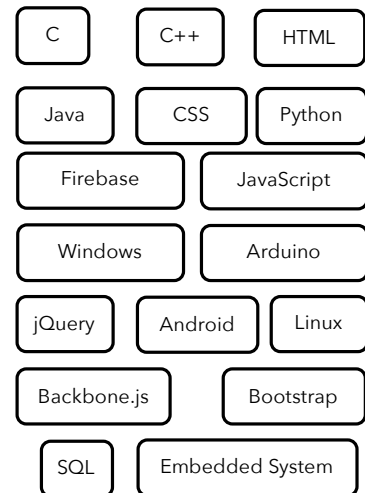 C C++ HTML
Java CSS Python
Firebase JavaScript
Windows Arduino
jQuery Android Linux
Backbone.js Bootstrap
SQL Embedded System